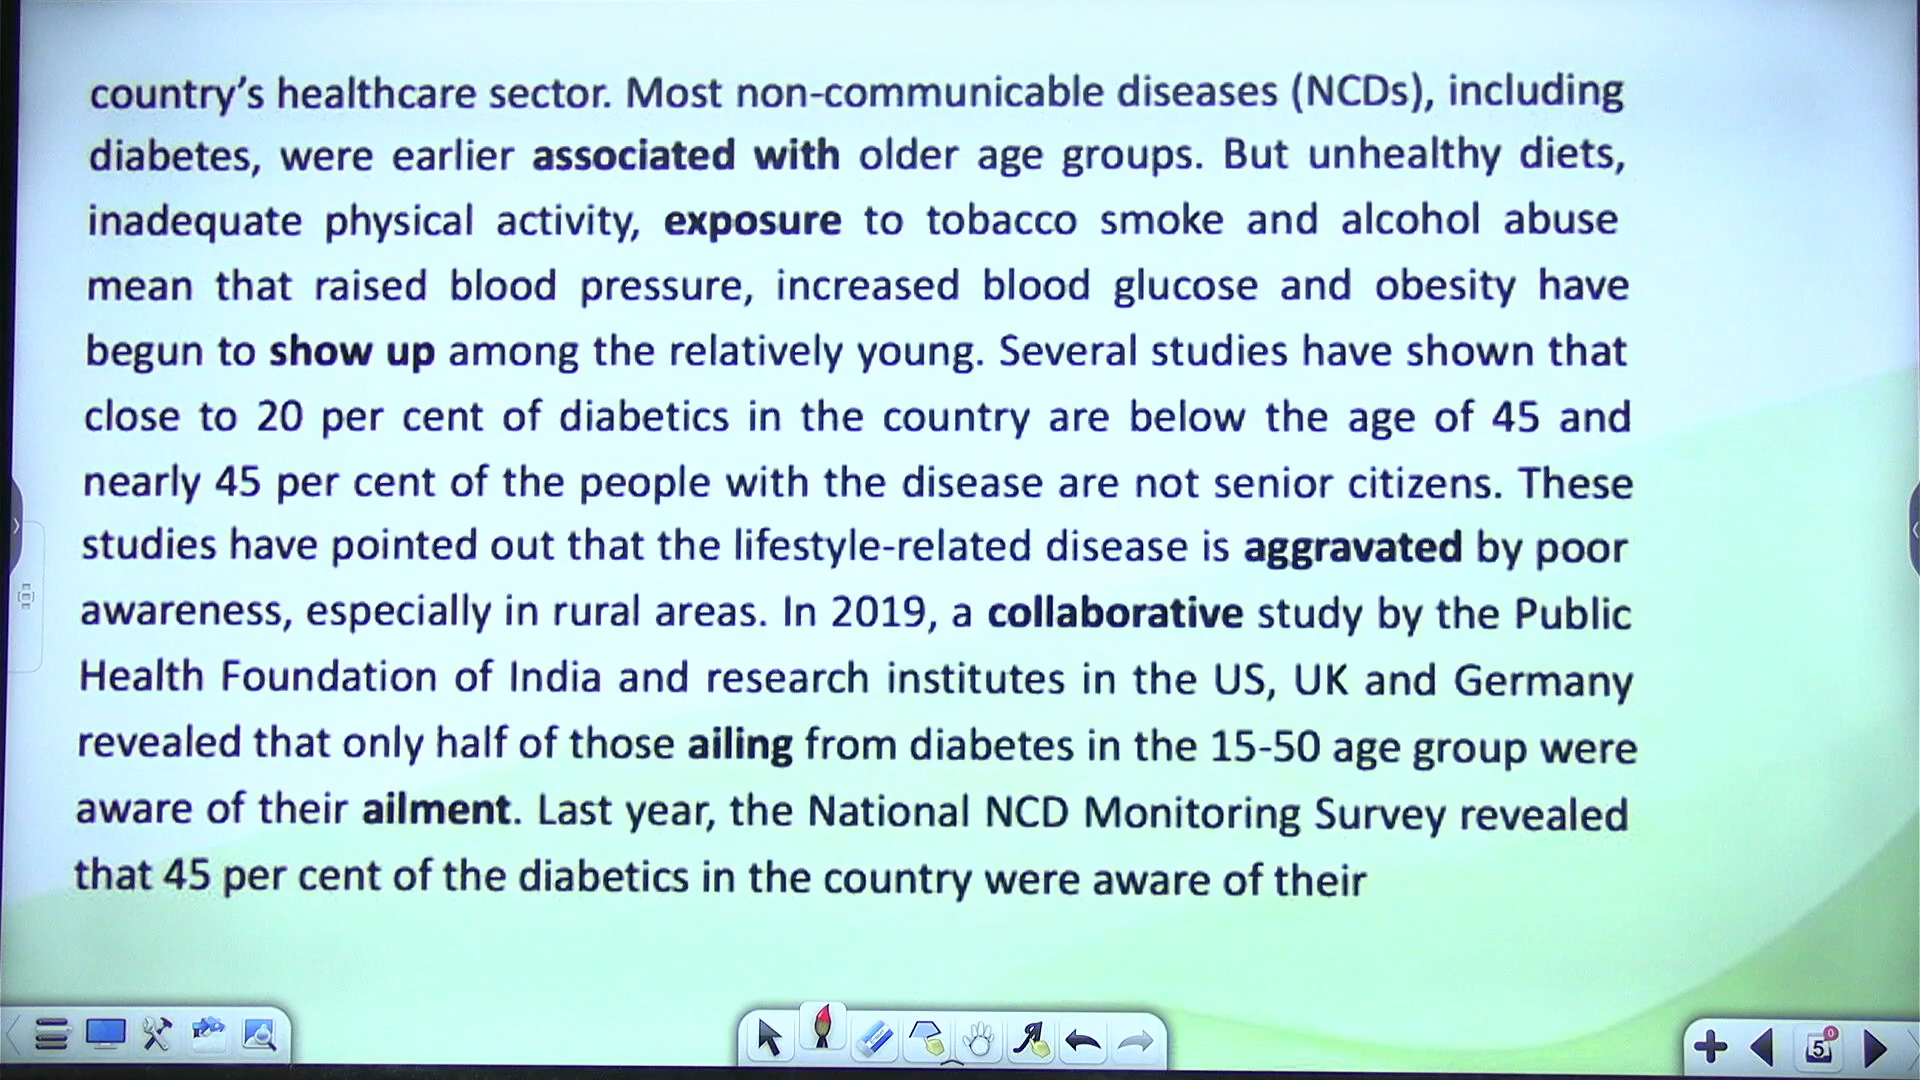 country’s healthcare sector. Most non-communicable diseases (NCDs), including
diabetes, were earlier associated with older age groups. But unhealthy diets,
inadequate physical activity, exposure to tobacco smoke and alcohol abuse
mean that raised blood pressure, increased blood glucose and obesity have
begun to show up among the relatively young. Several studies have shown that
close to 20 per cent of diabetics in the country are below the age of 45 and
nearly 45 per cent of the people with the disease are not senior citizens. These
studies have pointed out that the lifestyle-related disease is aggravated by poor
awareness, especially in rural areas. In 2019, a collaborative study by the Public
Health Foundation of India and research institutes in the US, UK and Germany
revealed that only half of those ailing from diabetes in the 15-50 age group were
aware of their ailment. Last year, the National NCD Monitoring Survey revealed
that 45 per cent of the diabetics in the country were aware of their
5
0